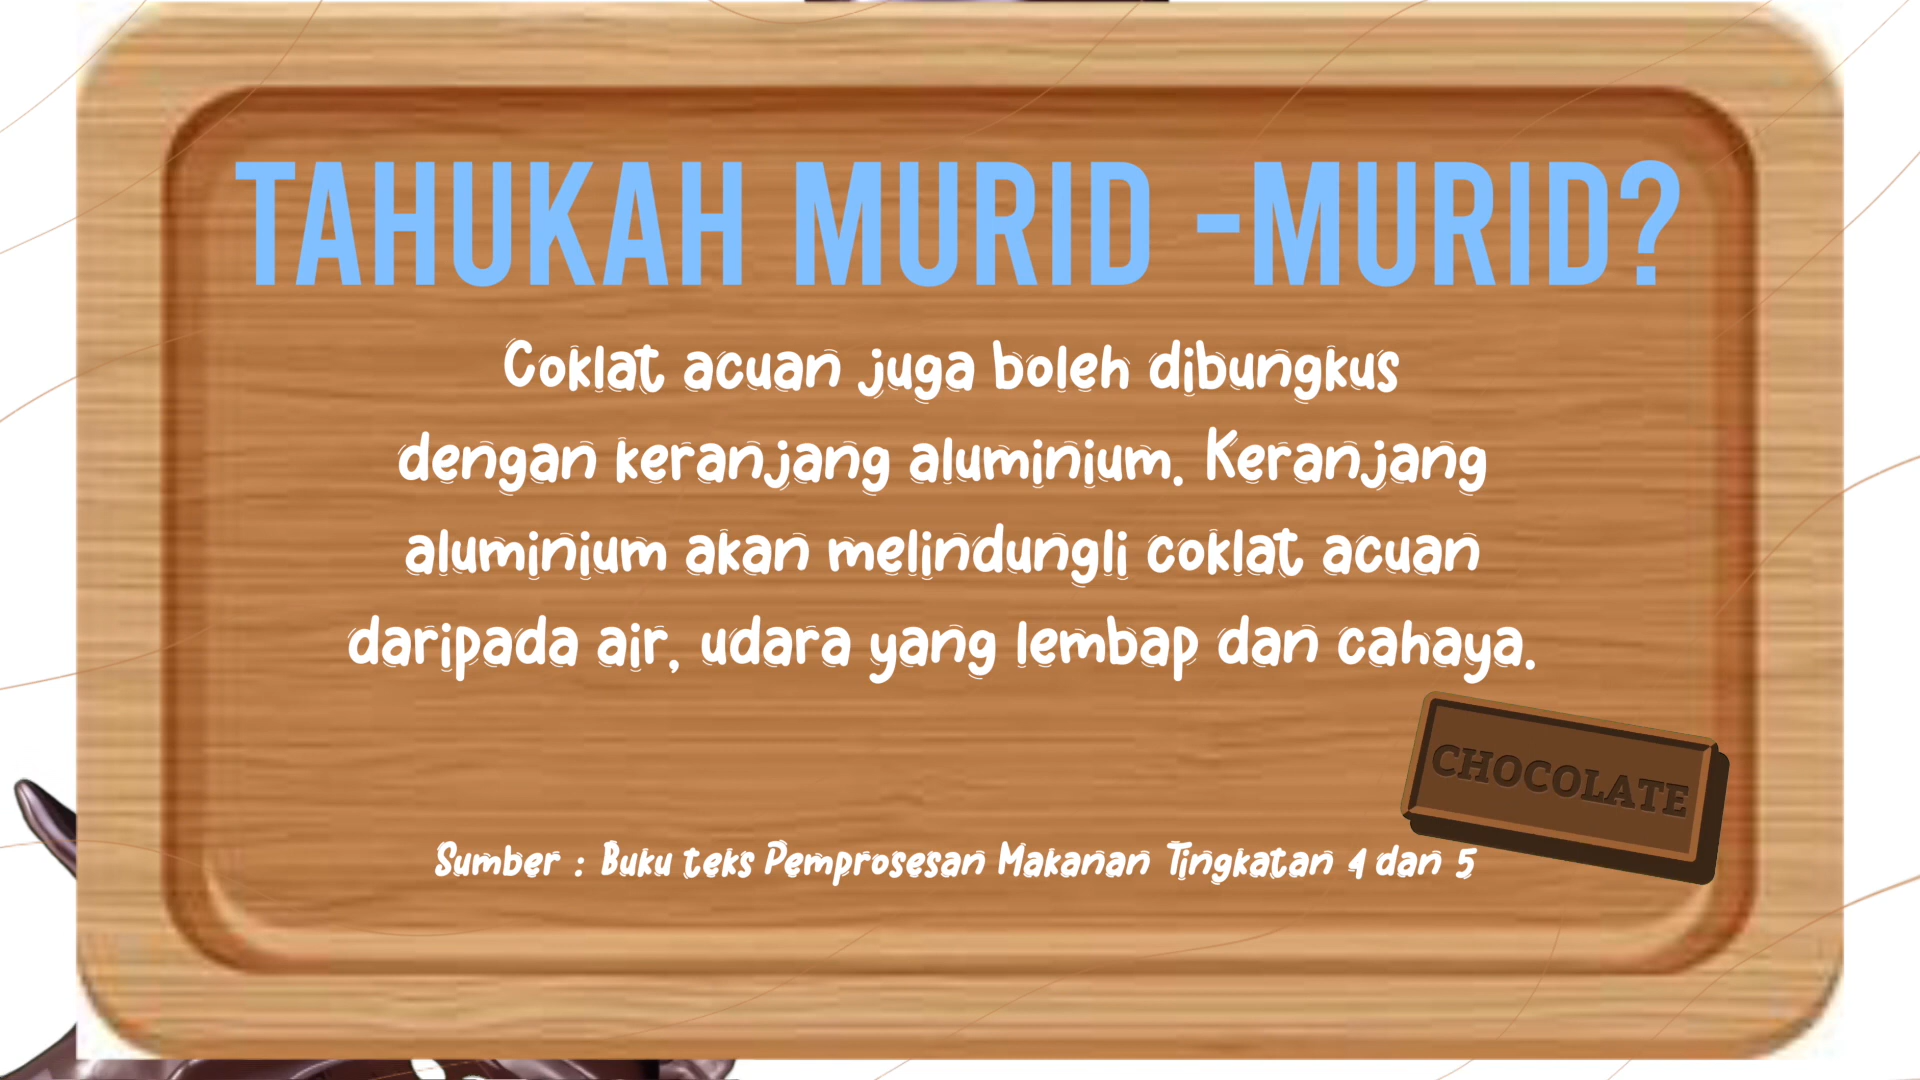 TAHUKAH MURID -MURID?
Coklat acuan juga boleh dibungkus
dengan keranjang aluminium. Keranjang
aluminium akan melindungli coklat acuan
daripada air, udara yang lembap dan cahaya.
CHOCOLATE
Sumber : Buku teks Pemprosesan Makanan Tingkatan 4 dan 5